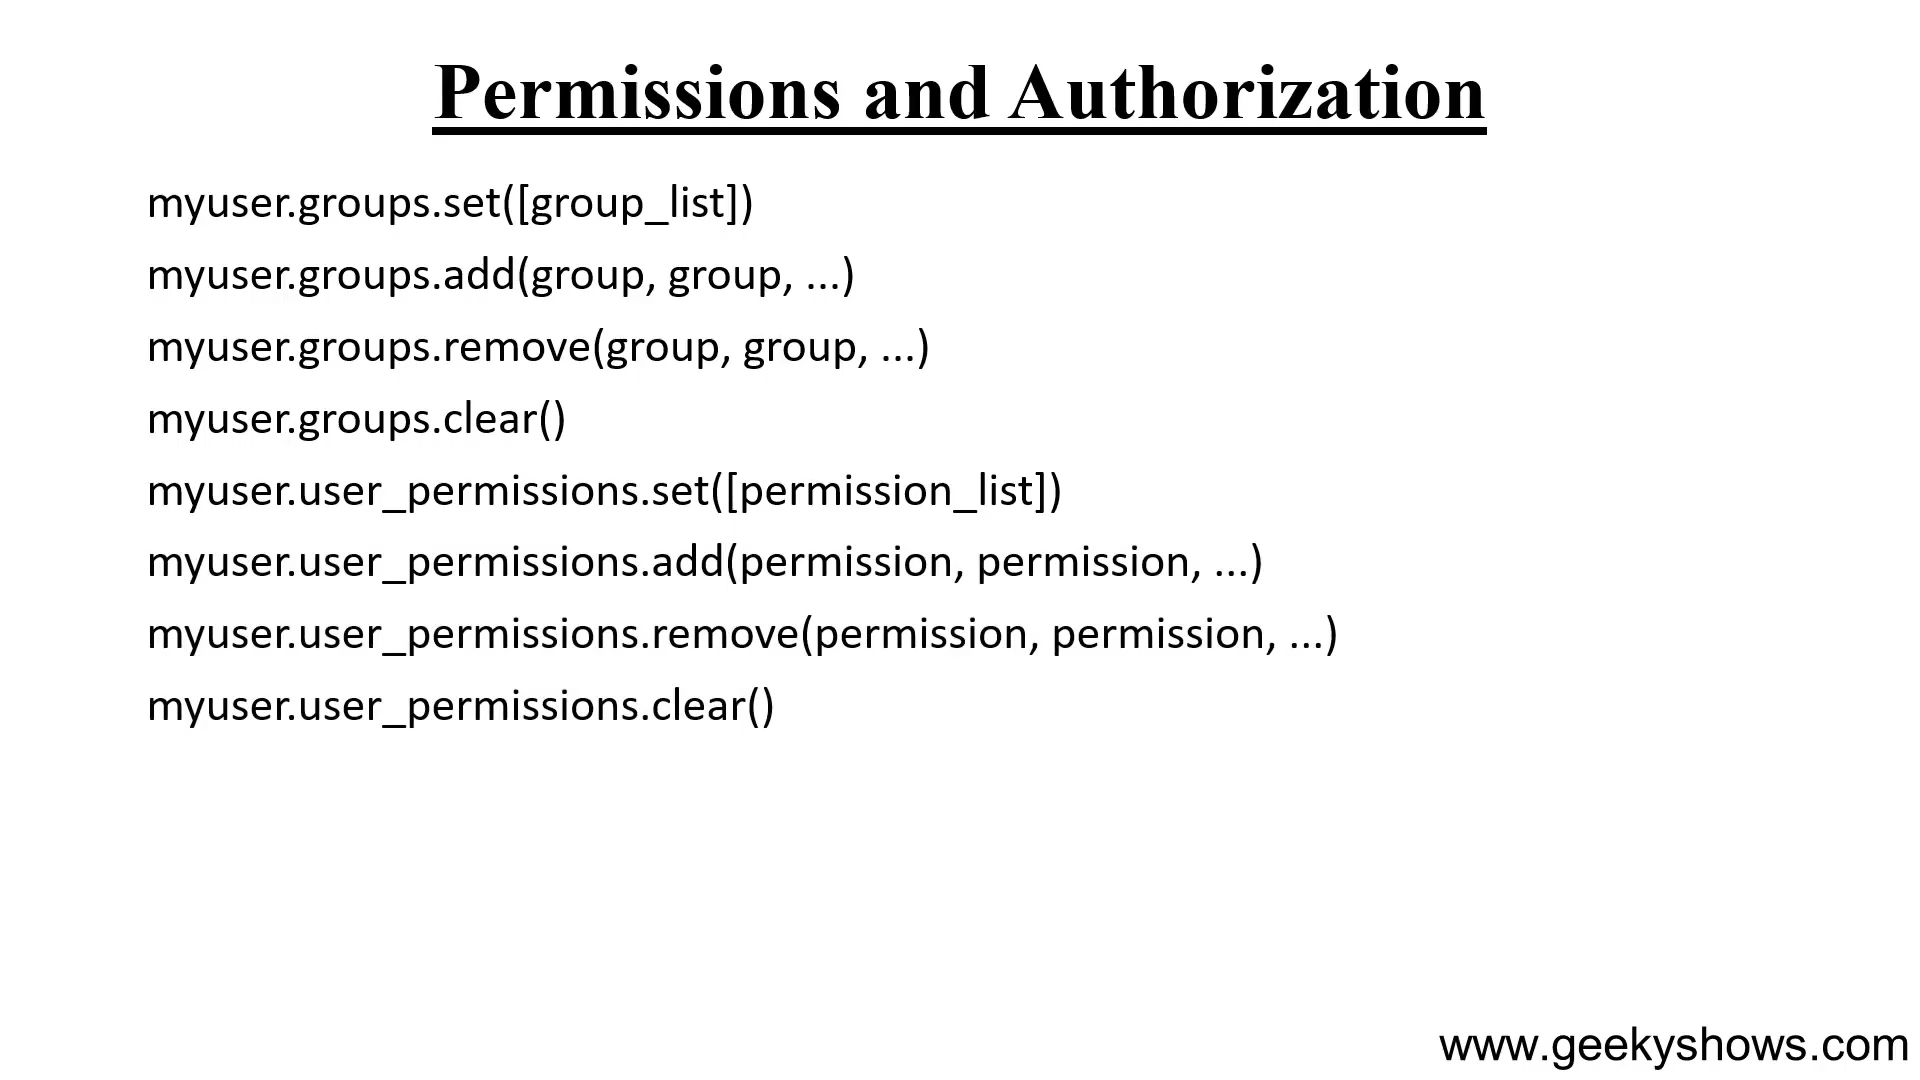 Permissions and Authorization
myuser.groups.set([group_list])
myuser.groups.add(group, group, ...)
myuser.groups.remove(group, group, ...)
myuser.groups.clear()
myuser.user_permissions.set([permission_list])
myuser.user_permissions.add(permission, permission, ...)
myuser.user_permissions.remove(permission, permission, ...)
myuser.user_permissions.clear()
www.geekyshows.com